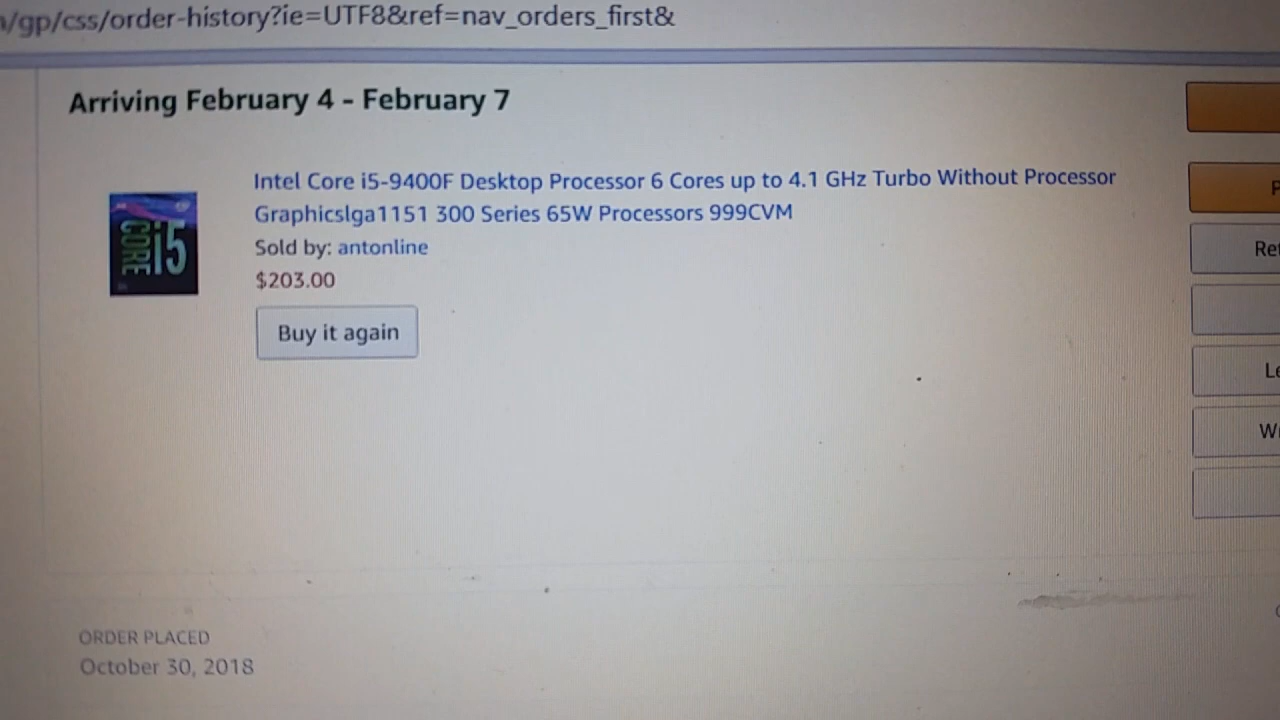 /gp/css/order-history?ie=UTF8&ref=nav_orders_first&
Arriving February 4 - February 7
Intel Core i5-9400F Desktop Processor 6 Cores up to 4.1 GHz Turbo Without Processor
Graphicslga1151 300 Series 65W Processors 999CVM
Sold by: antonline
$203.00
Buy it again
CORE i5
ORDER PLACED
October 30, 2018